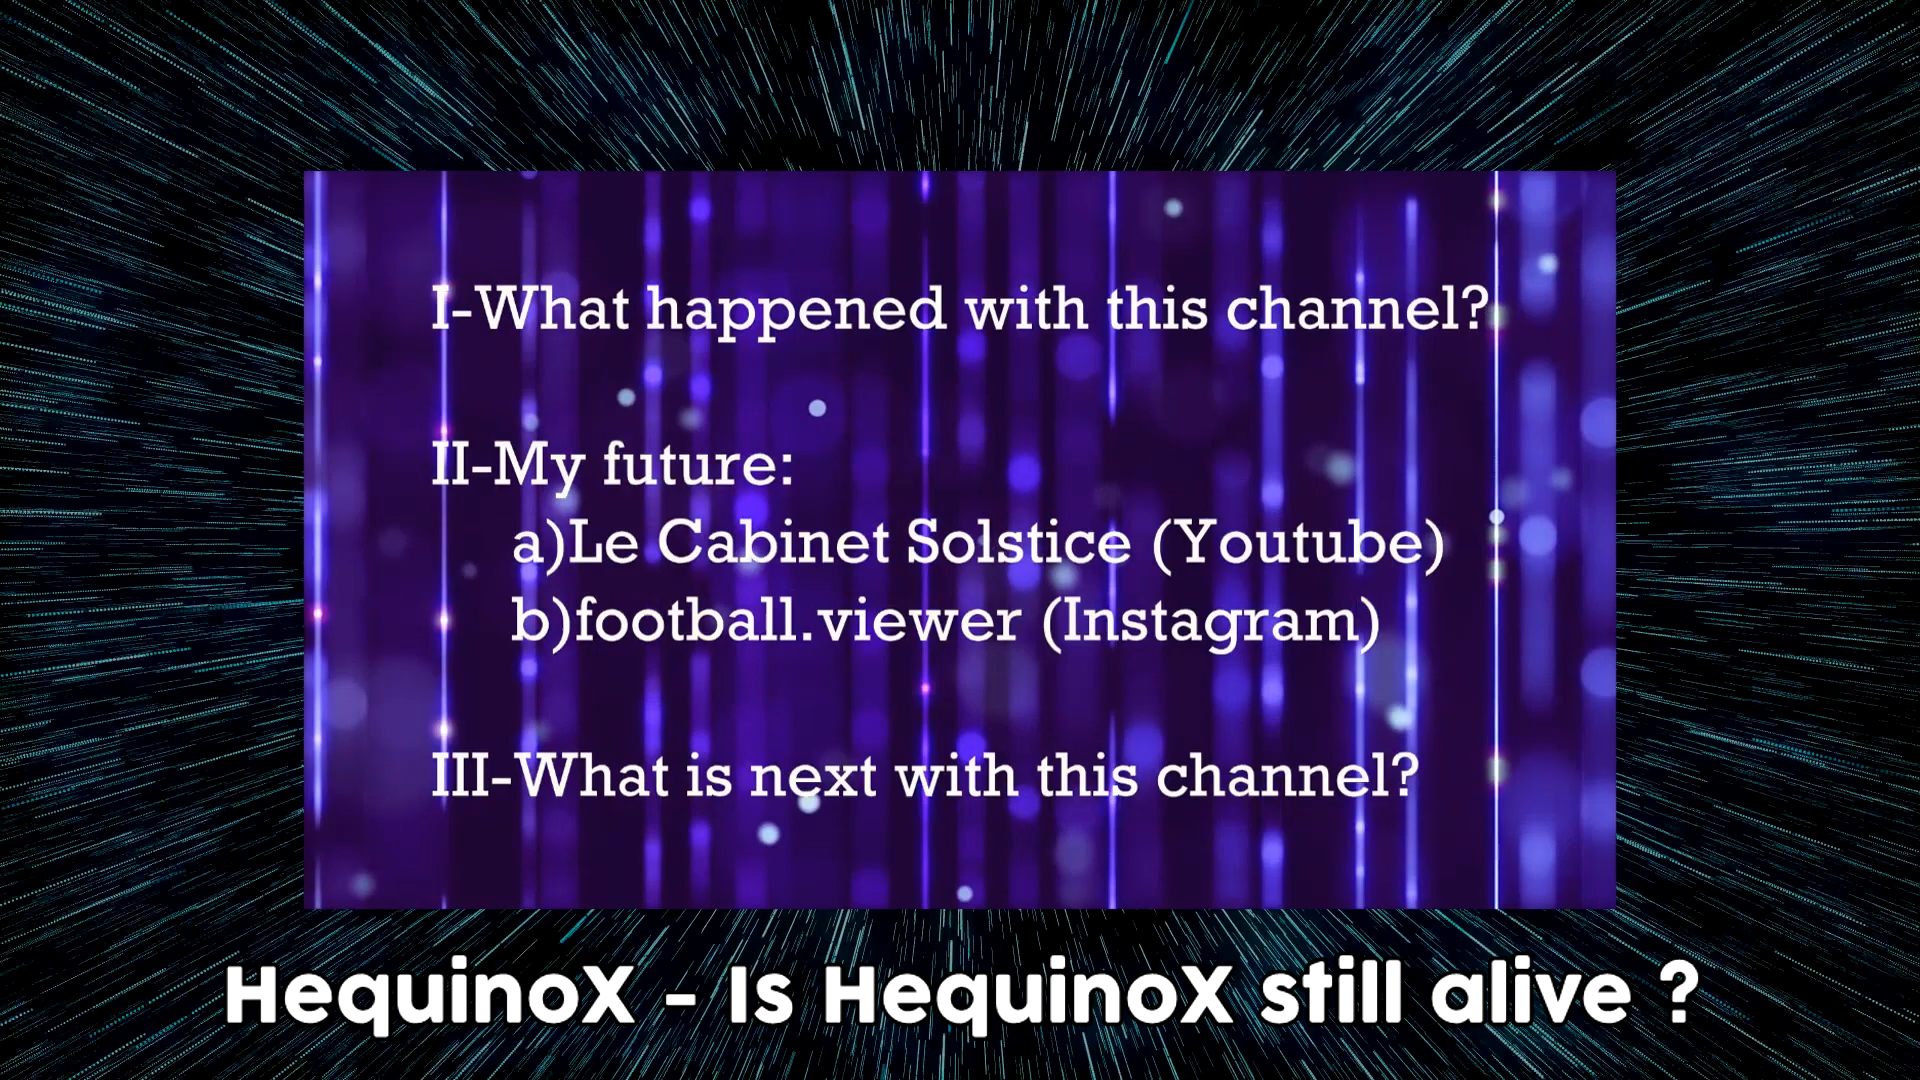 I-What happened with this channel?
II-My future:
a)Le Cabinet Solstice (Youtube)
b)football.viewer (Instagram)
III-What is next with this channel?
HequinoX - Is HequinoX still alive ?